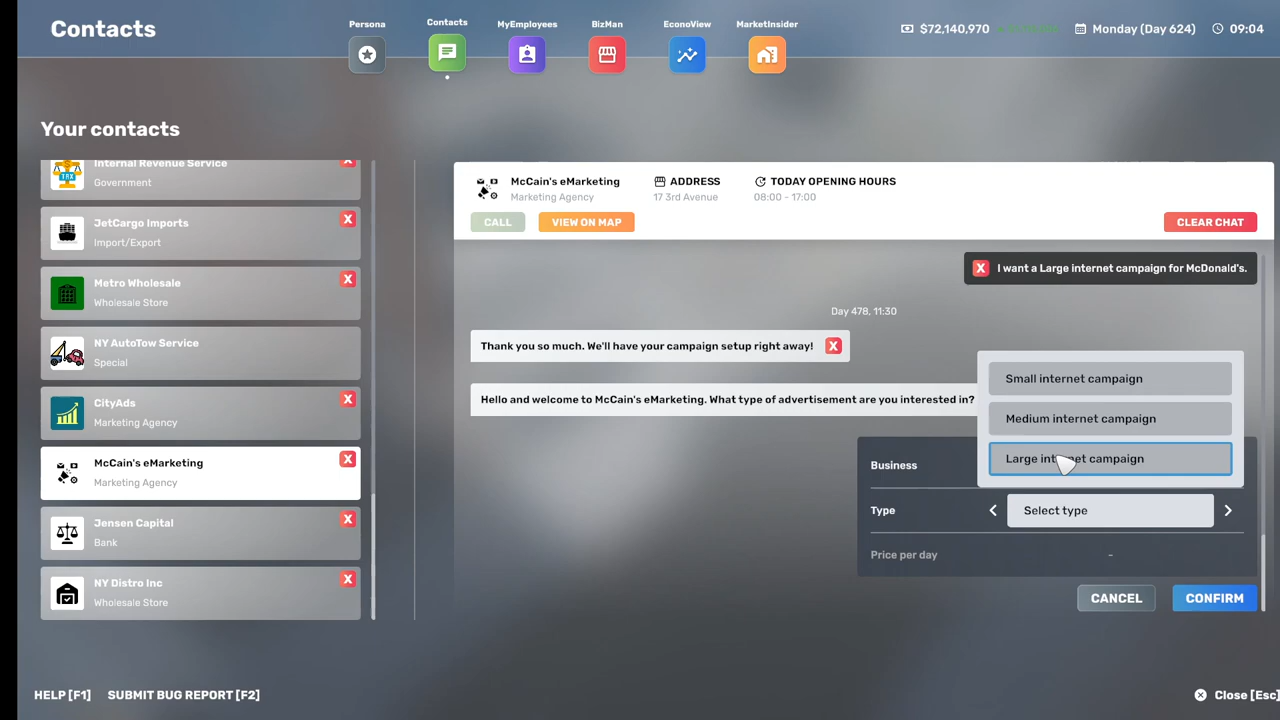 Contacts
Persona
Contacts
MyEmployees
BizMan
EconoView
MarketInsider
$72,140,970
Monday (Day 624)
09:04
Your contacts
Internal Revenue Service
Government
X
JetCargo Imports
Import/Export
X
Metro Wholesale
Wholesale Store
X
NY AutoTow Service
Special
CityAds
Marketing Agency
X
McCain's eMarketing
Marketing Agency
X
Jensen Capital
Bank
X
NY Distro Inc
Wholesale Store
X
McCain's eMarketing
Marketing Agency
ADDRESS
17 3rd Avenue
TODAY OPENING HOURS
08:00 - 17:00
CALL
VIEW ON MAP
CLEAR CHAT
X I want a Large internet campaign for McDonald's.
Day 478, 11:30
Thank you so much. We'll have your campaign setup right away! X
Hello and welcome to McCain's eMarketing. What type of advertisement are you interested in?
Small internet campaign
Medium internet campaign
Large internet campaign
Business
Type
Select type
Price per day
-
CANCEL
CONFIRM
HELP [F1]
SUBMIT BUG REPORT [F2]
Close [Esc]